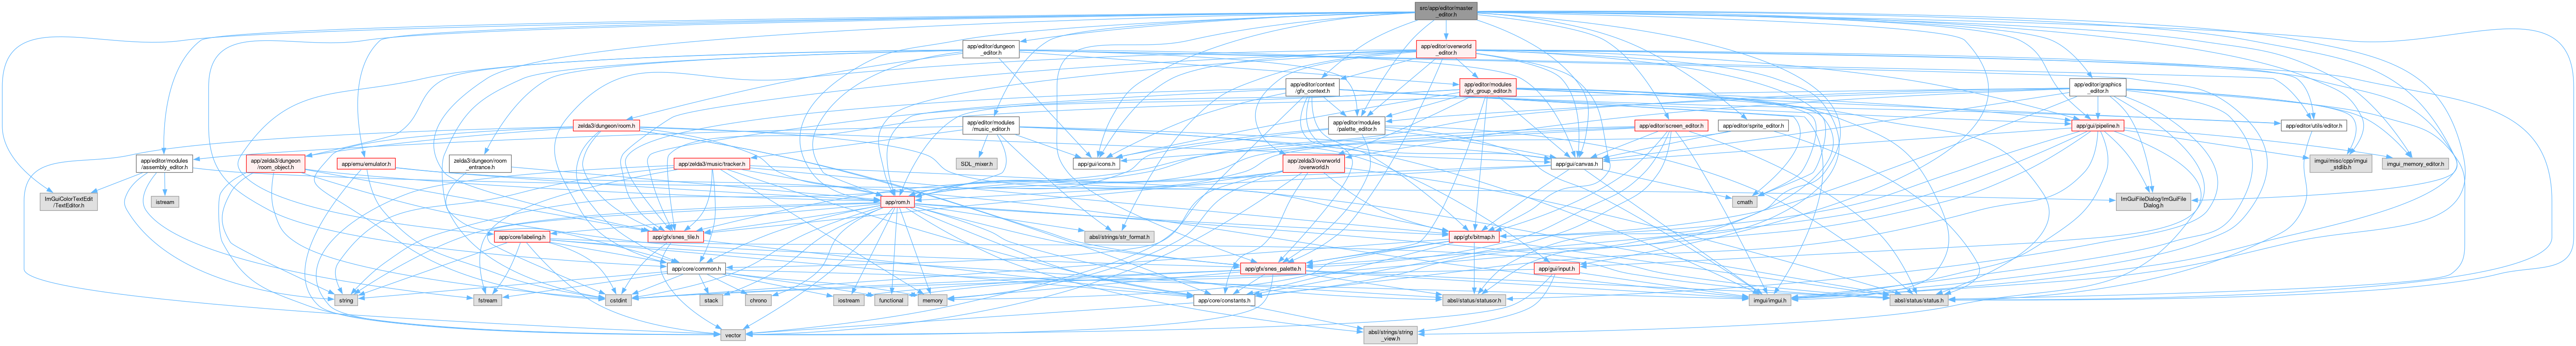 src/app/editor/master
_editor.h
app/editor/dungeon
_editor.h
app/editor/overworld
_editor.h
app/editor/context
/gfx_context.h
app/editor/modules
/gfx_group_editor.h
app/editor/graphics
_editor.h
zelda3/dungeon/room.h
app/editor/modules
/music_editor.h
app/editor/modules
/palette_editor.h
app/editor/screen_editor.h
app/editor/sprite_editor.h
app/gui/pipeline.h
app/editor/utils/editor.h
app/editor/modules
/assembly_editor.h
app/zelda3/dungeon
/room_object.h
app/emu/emulator.h
zelda3/dungeon/room
_entrance.h
app/zelda3/music/tracker.h
SDL_mixer.h
app/gui/icons.h
app/zelda3/overworld
/overworld.h
app/gui/canvas.h
imgui/misc/cpp/imgui
_stdlib.h
imgui_memory_editor.h
ImGuiColorTextEdit
/TextEditor.h
istream
app/rom.h
cmath
ImGuiFileDialog/ImGuiFile
Dialog.h
app/core/labeling.h
app/gfx/snes_tile.h
absl/strings/str_format.h
app/gfx/bitmap.h
app/core/common.h
app/gfx/snes_palette.h
app/gui/input.h
string
fstream
cstdint
stack
chrono
iostream
functional
memory
app/core/constants.h
absl/status/statusor.h
imgui/imgui.h
absl/status/status.h
vector
absl/strings/string
_view.h